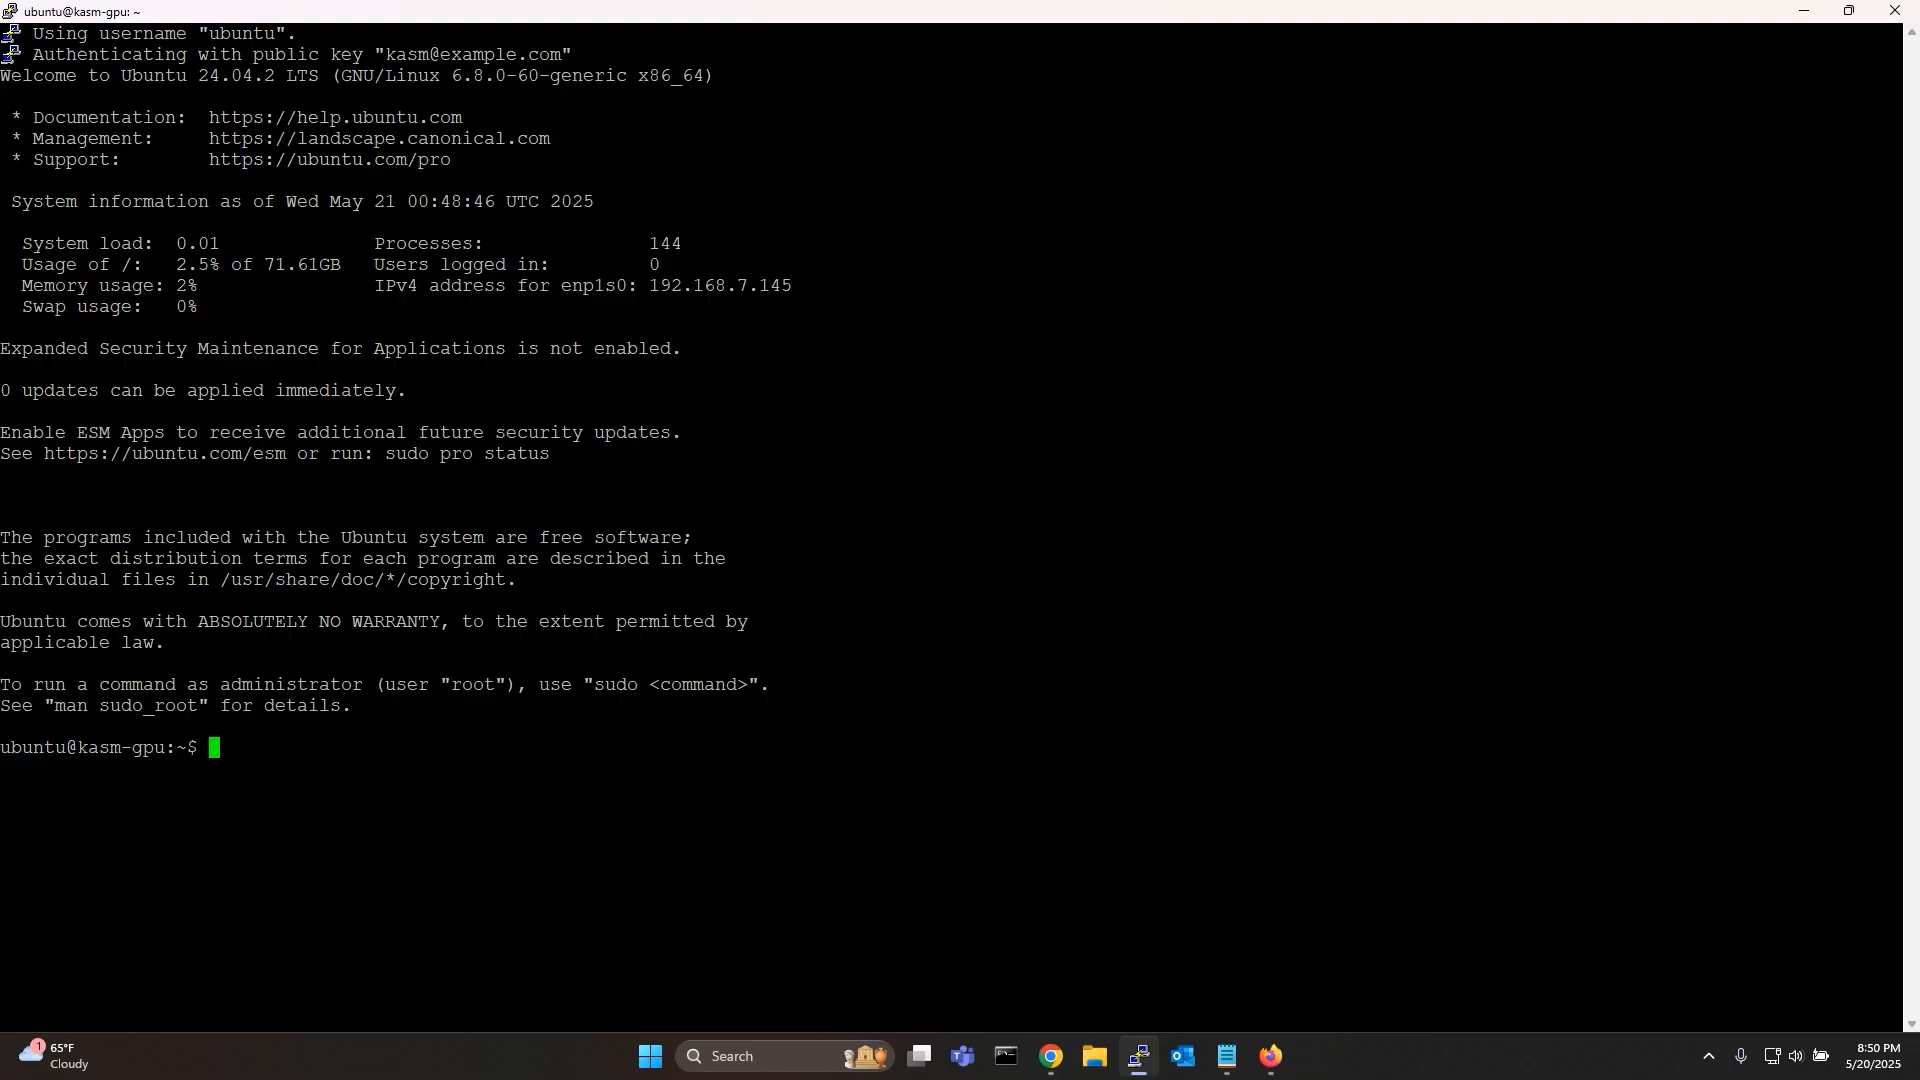 ubuntu@kasm-gpu: ~
Using username "ubuntu".
Authenticating with public key "kasm@example.com"
Welcome to Ubuntu 24.04.2 LTS (GNU/Linux 6.8.0-60-generic x86_64)
* Documentation:  https://help.ubuntu.com
* Management:     https://landscape.canonical.com
* Support:        https://ubuntu.com/pro
System information as of Wed May 21 00:48:46 UTC 2025
System load:  0.01              Processes:               144
Usage of /:   2.5% of 71.61GB   Users logged in:         0
Memory usage: 2%                IPv4 address for enp1s0: 192.168.7.145
Swap usage:   0%
Expanded Security Maintenance for Applications is not enabled.
0 updates can be applied immediately.
Enable ESM Apps to receive additional future security updates.
See https://ubuntu.com/esm or run: sudo pro status
The programs included with the Ubuntu system are free software;
the exact distribution terms for each program are described in the
individual files in /usr/share/doc/*/copyright.
Ubuntu comes with ABSOLUTELY NO WARRANTY, to the extent permitted by
applicable law.
To run a command as administrator (user "root"), use "sudo <command>".
See "man sudo_root" for details.
ubuntu@kasm-gpu:~$
1
65°F
Cloudy
Search
8:50 PM
5/20/2025